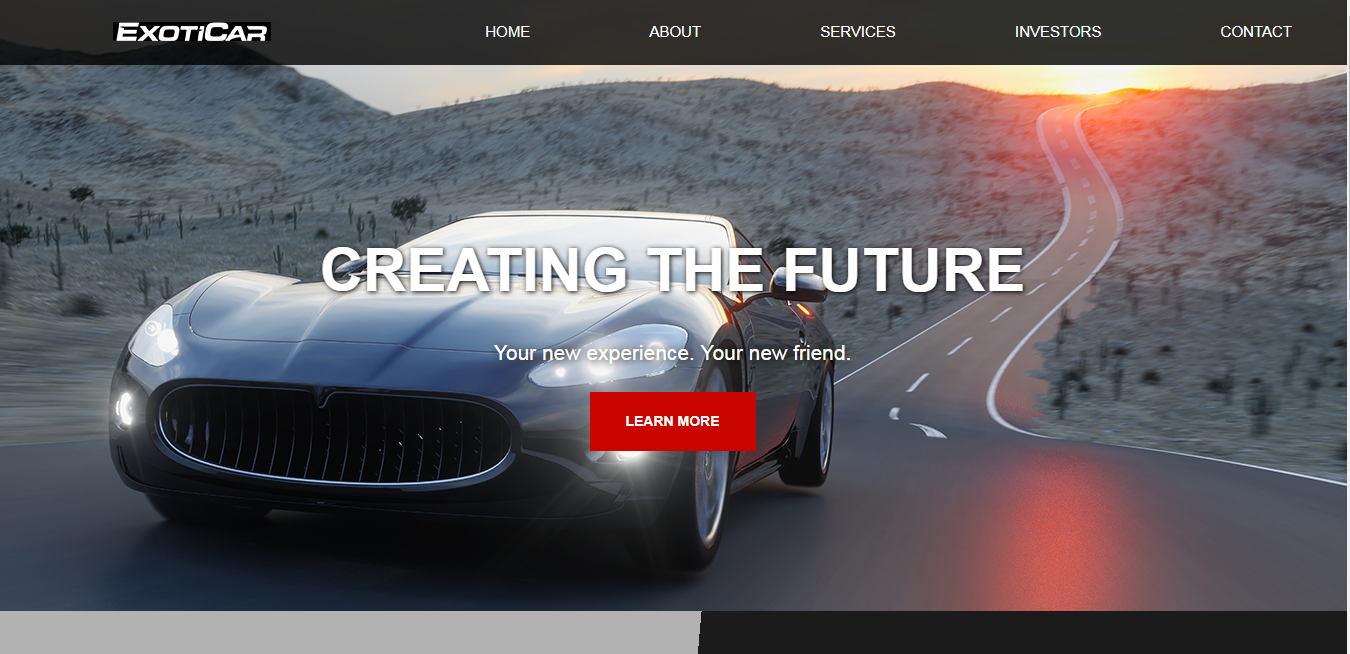 EXOTICAR
HOME ABOUT SERVICES INVESTORS CONTACT
CREATING THE FUTURE
Your new experience. Your new friend.
LEARN MORE